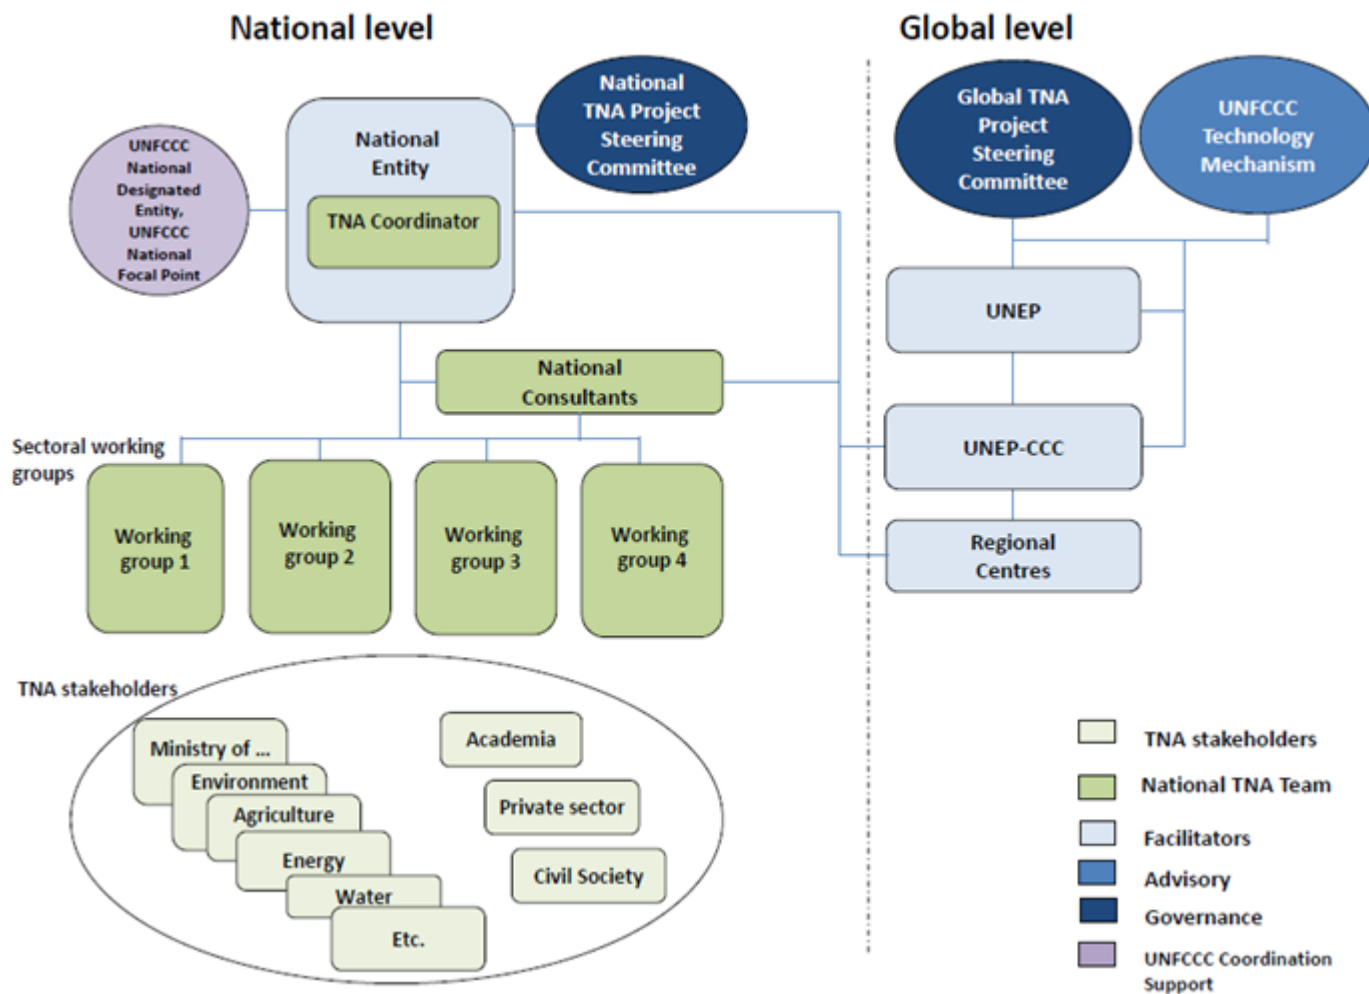 National level
Global level
UNFCCC
National
Designated
Entity,
UNFCCC
National
Focal Point
National
Entity
TNA Coordinator
National
TNA Project
Steering
Committee
Global TNA
Project
Steering
Committee
UNFCCC
Technology
Mechanism
UNEP
National
Consultants
UNEP-CCC
Regional
Centres
Sectoral working
groups
Working
group 1
Working
group 2
Working
group 3
Working
group 4
TNA stakeholders
Ministry of ...
Environment
Agriculture
Energy
Water
Etc.
Academia
Private sector
Civil Society
TNA stakeholders
National TNA Team
Facilitators
Advisory
Governance
UNFCCC Coordination
Support